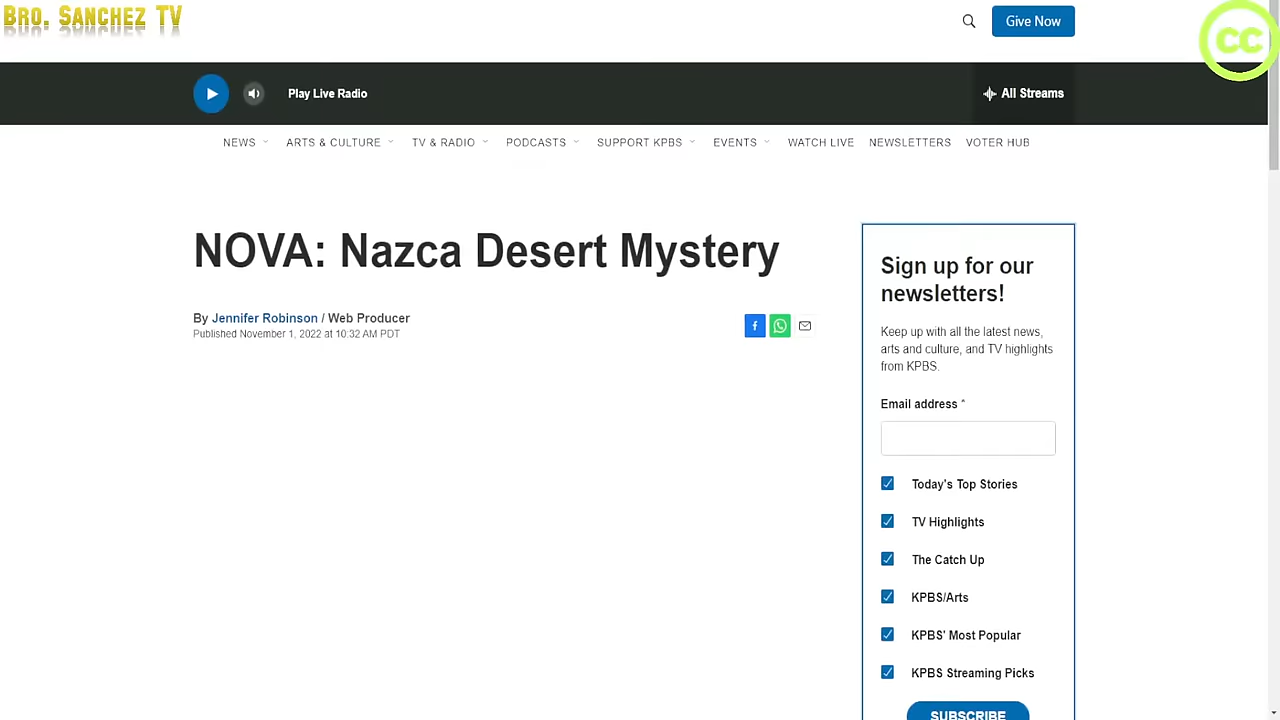 Bro. Sanchez TV
Give Now
CC
Play Live Radio
All Streams
NEWS
ARTS & CULTURE
TV & RADIO
PODCASTS
SUPPORT KPBS
EVENTS
WATCH LIVE
NEWSLETTERS
VOTER HUB
NOVA: Nazca Desert Mystery
By Jennifer Robinson / Web Producer
Published November 1, 2022 at 10:32 AM PDT
Sign up for our
newsletters!
Keep up with all the latest news,
arts and culture, and TV highlights
from KPBS.
Email address *
Today's Top Stories
TV Highlights
The Catch Up
KPBS/Arts
KPBS' Most Popular
KPBS Streaming Picks
SUBSCRIBE